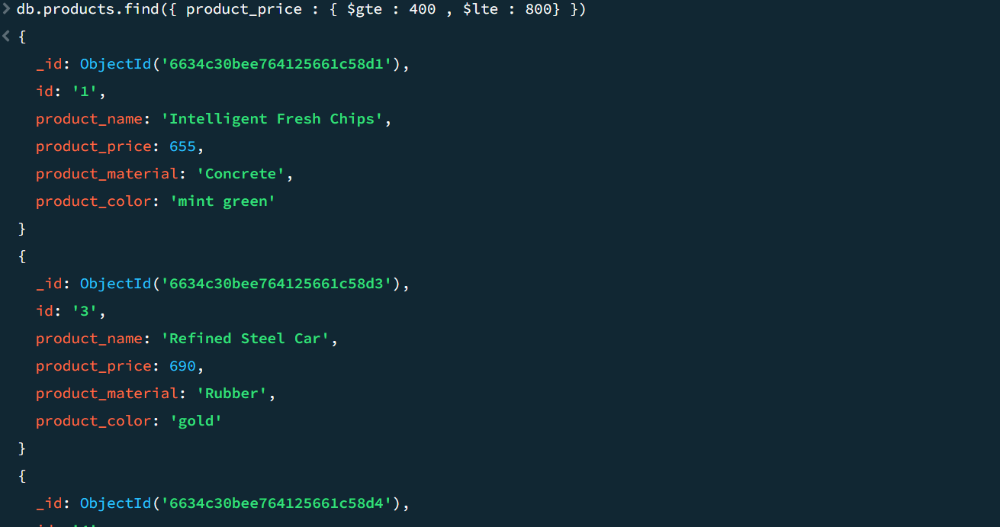 > db.products.find({ product_price : { $gte : 400 , $lte : 800} })
< {
_id: ObjectId('6634c30bee764125661c58d1'),
id: '1',
product_name: 'Intelligent Fresh Chips',
product_price: 655,
product_material: 'Concrete',
product_color: 'mint green'
}
{
_id: ObjectId('6634c30bee764125661c58d3'),
id: '3',
product_name: 'Refined Steel Car',
product_price: 690,
product_material: 'Rubber',
product_color: 'gold'
}
{
_id: ObjectId('6634c30bee764125661c58d4'),